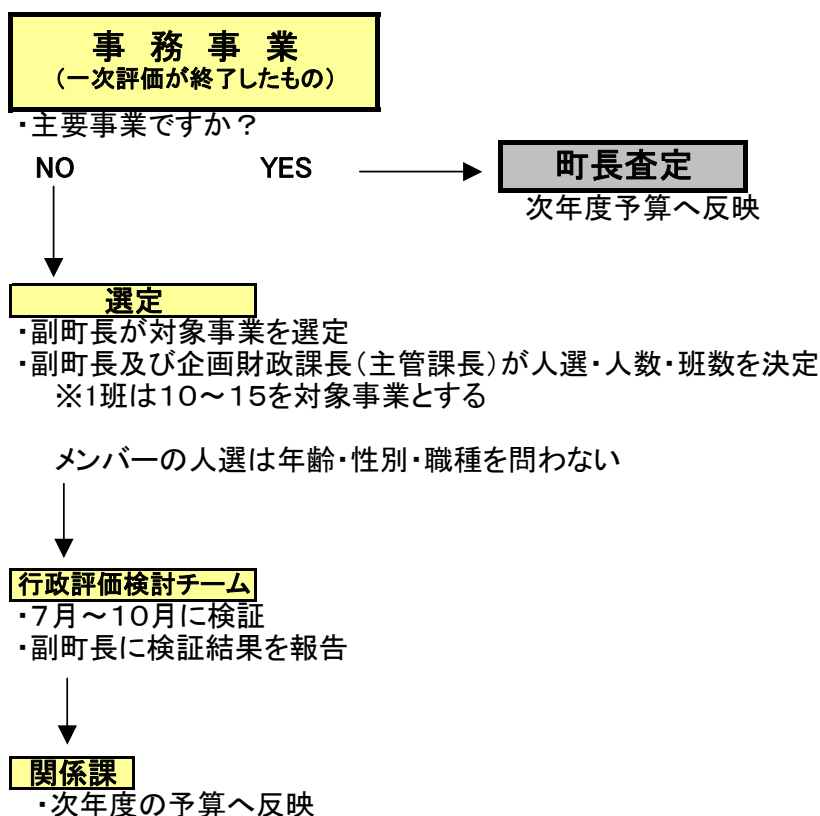 事 務 事 業
(一次評価が終了したもの)
・主要事業ですか？
NO YES 町長査定
次年度予算へ反映
選定
・副町長が対象事業を選定
・副町長及び企画財政課長(主管課長)が人選・人数・班数を決定
※1班は10～15を対象事業とする
メンバーの人選は年齢・性別・職種を問わない
行政評価検討チーム
・7月～10月に検証
・副町長に検証結果を報告
関係課
・次年度の予算へ反映